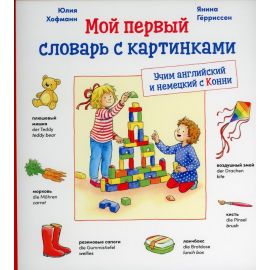 Юлия
Хофманн
Янина
Гёрриссен
Мой первый
словарь с картинками
Учим английский
и немецкий с Конни
плюшевый
мишка
der Teddy
teddy bear
воздушный змей
der Drachen
kite
морковь
die Möhren
carrot
кисть
die Pinsel
brush
резиновые сапоги
die Gummistiefel
wellies
ланчбокс
die Brotdose
lunch box